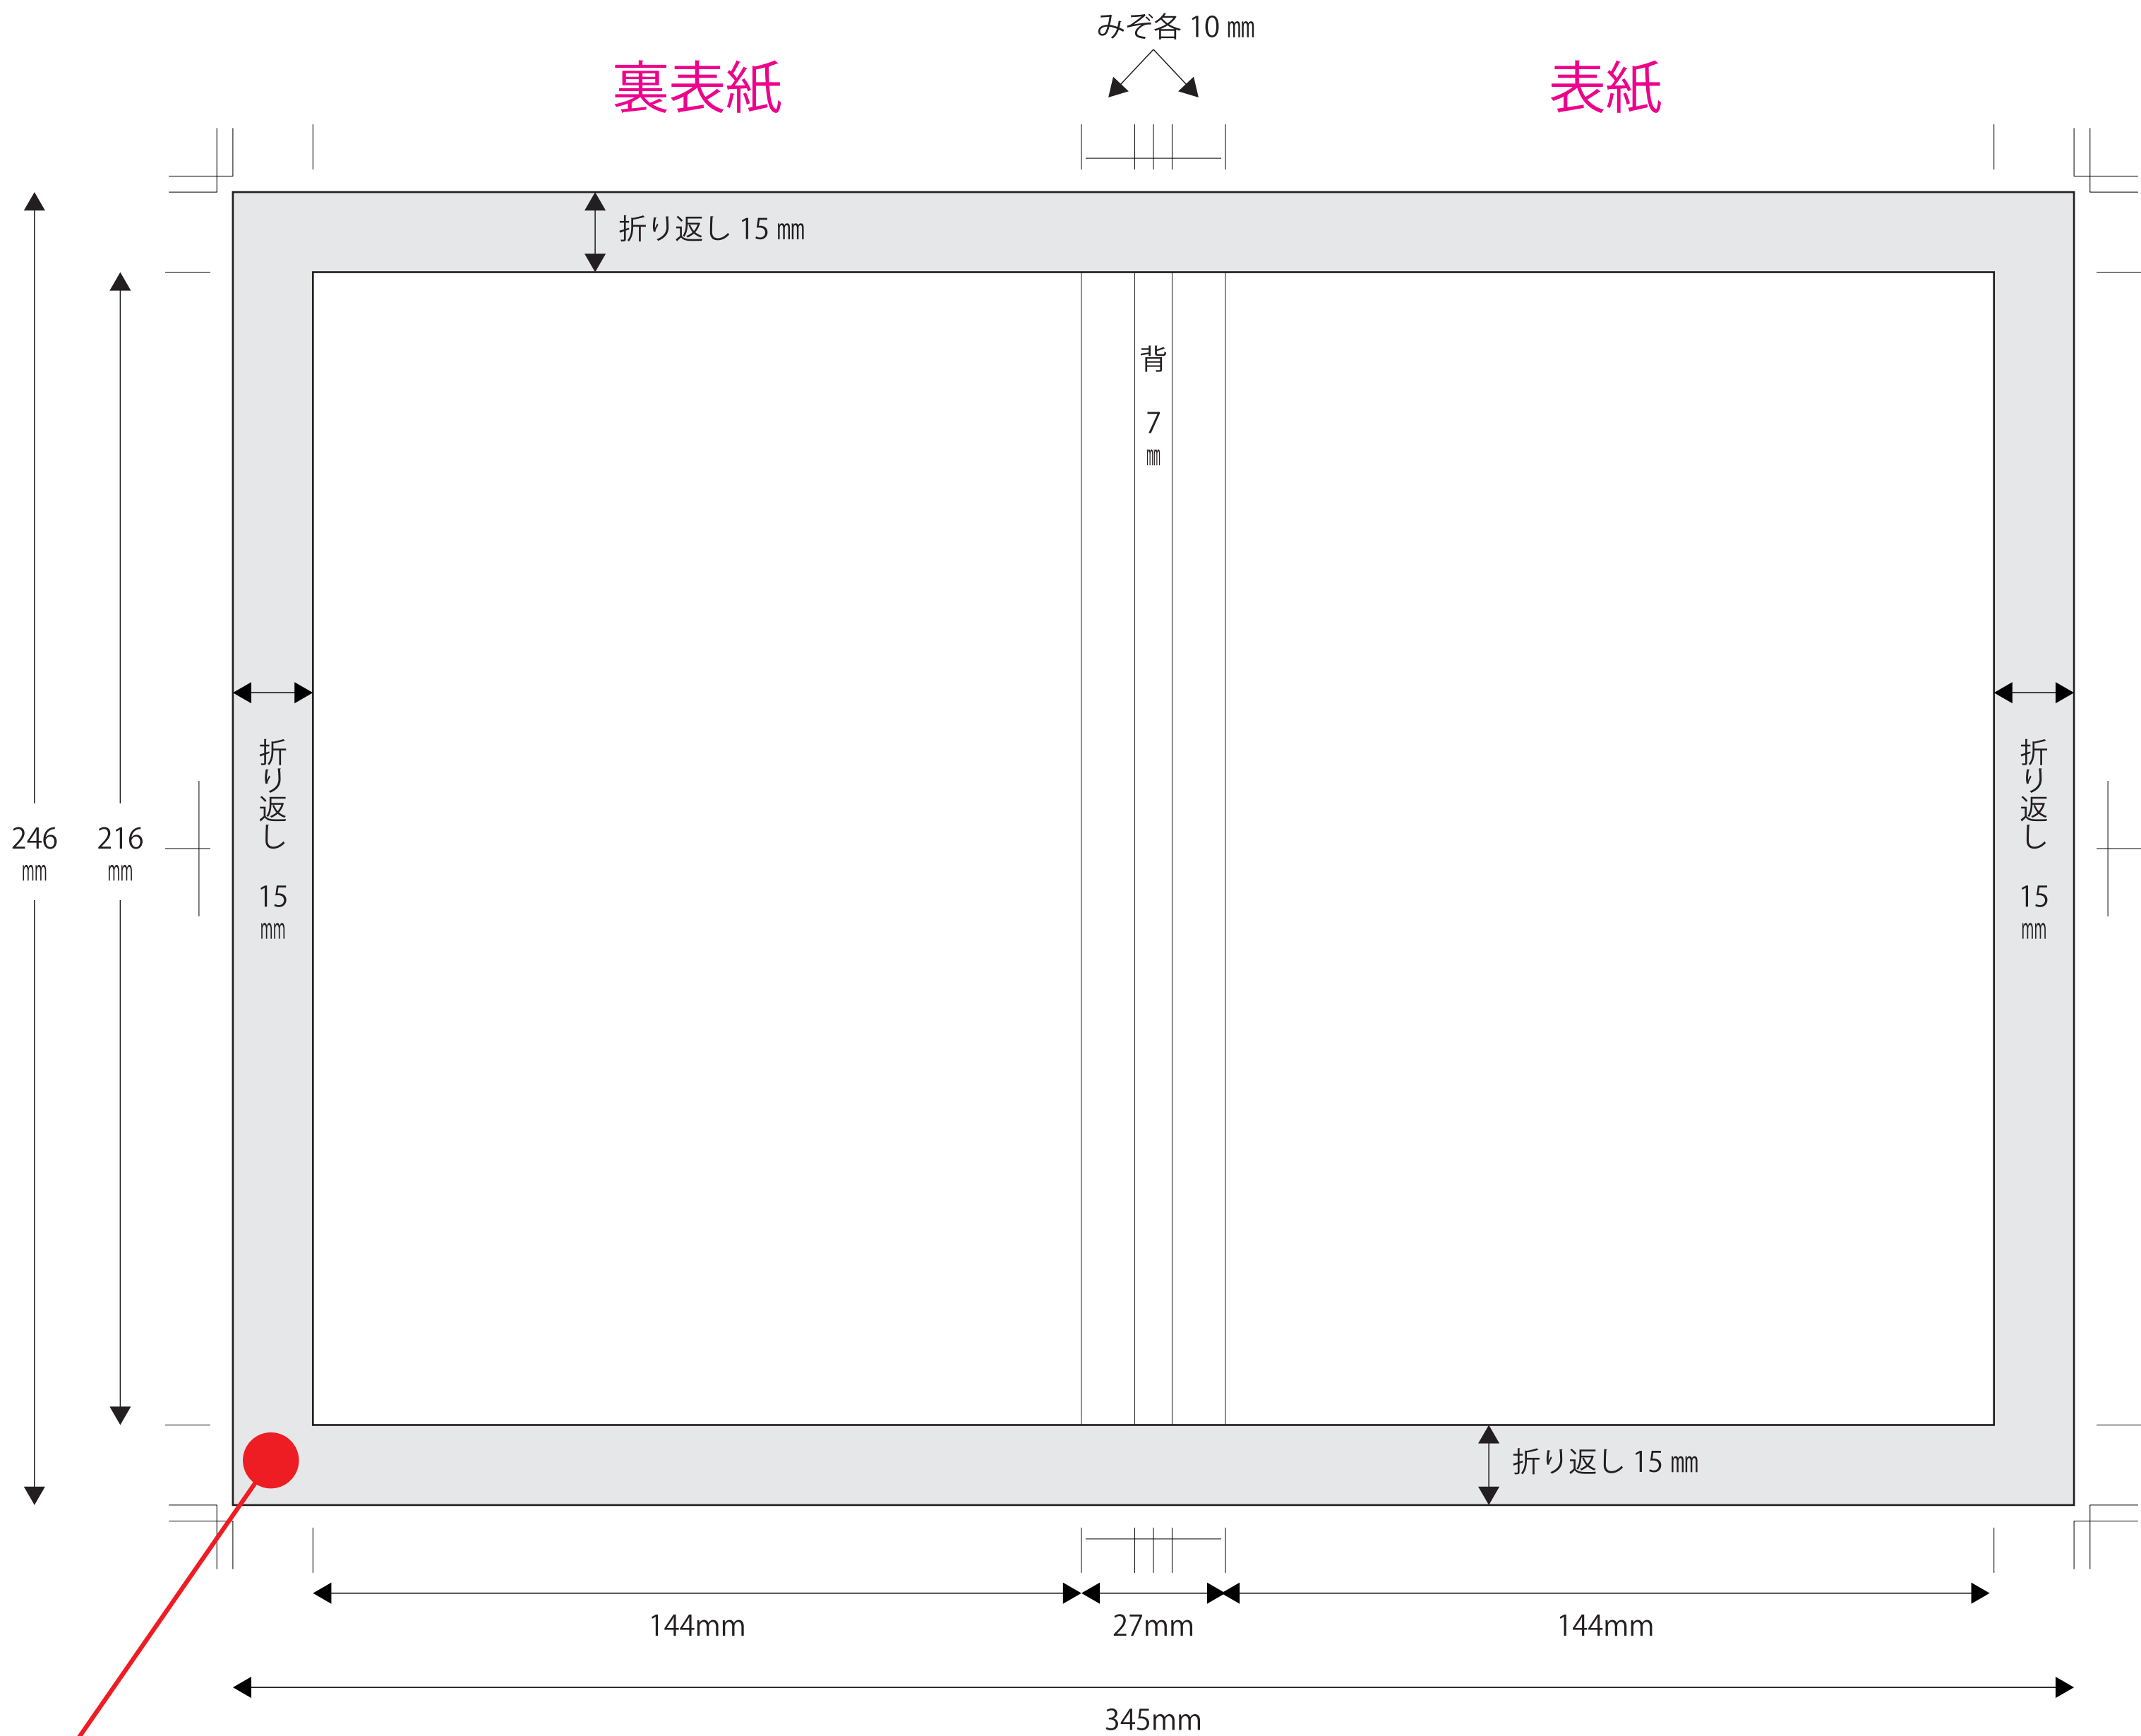 みぞ各 10 ㎜
裏表紙
表紙
折り返し 15 ㎜
背 7 ㎜
折り返し 15 ㎜
折り返し 15 ㎜
246
㎜
216
㎜
折り返し 15 ㎜
144mm
27mm
144mm
345mm